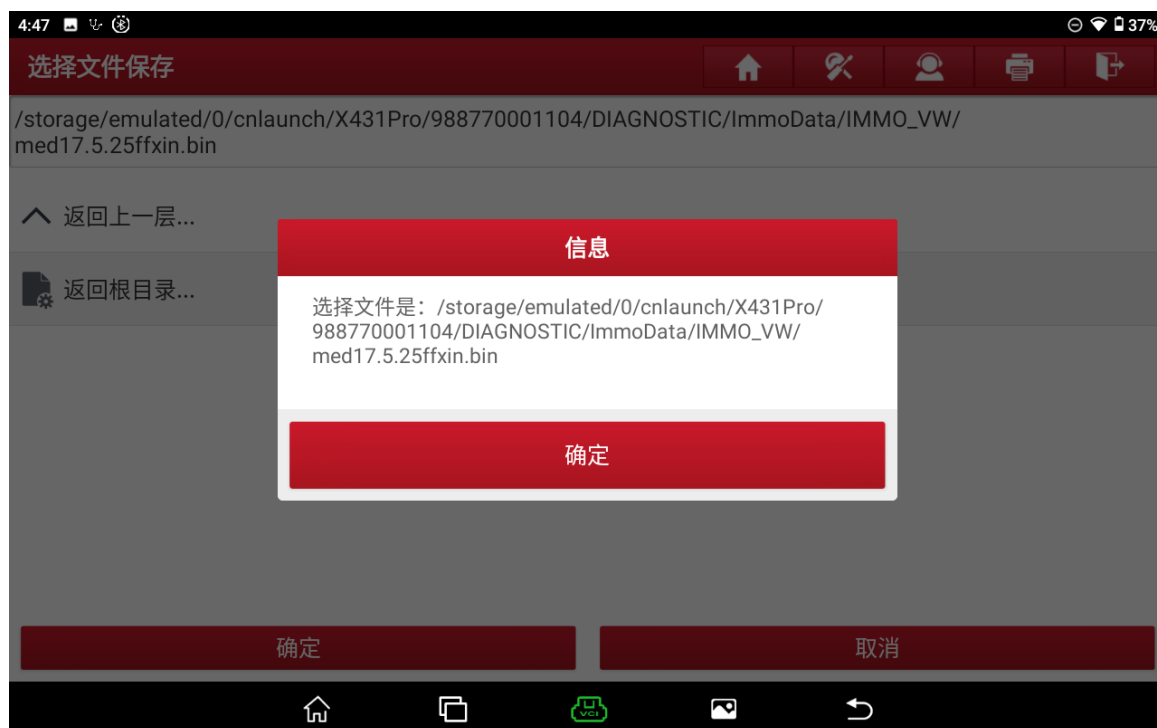 4:47
37%
选择文件保存
/storage/emulated/0/cnlaunch/X431Pro/988770001104/DIAGNOSTIC/ImmoData/IMMO_VW/
med17.5.25ffxin.bin
返回上一层...
返回根目录...
信息
选择文件是：/storage/emulated/0/cnlaunch/X431Pro/
988770001104/DIAGNOSTIC/ImmoData/IMMO_VW/
med17.5.25ffxin.bin
确定
确定
取消
VCI